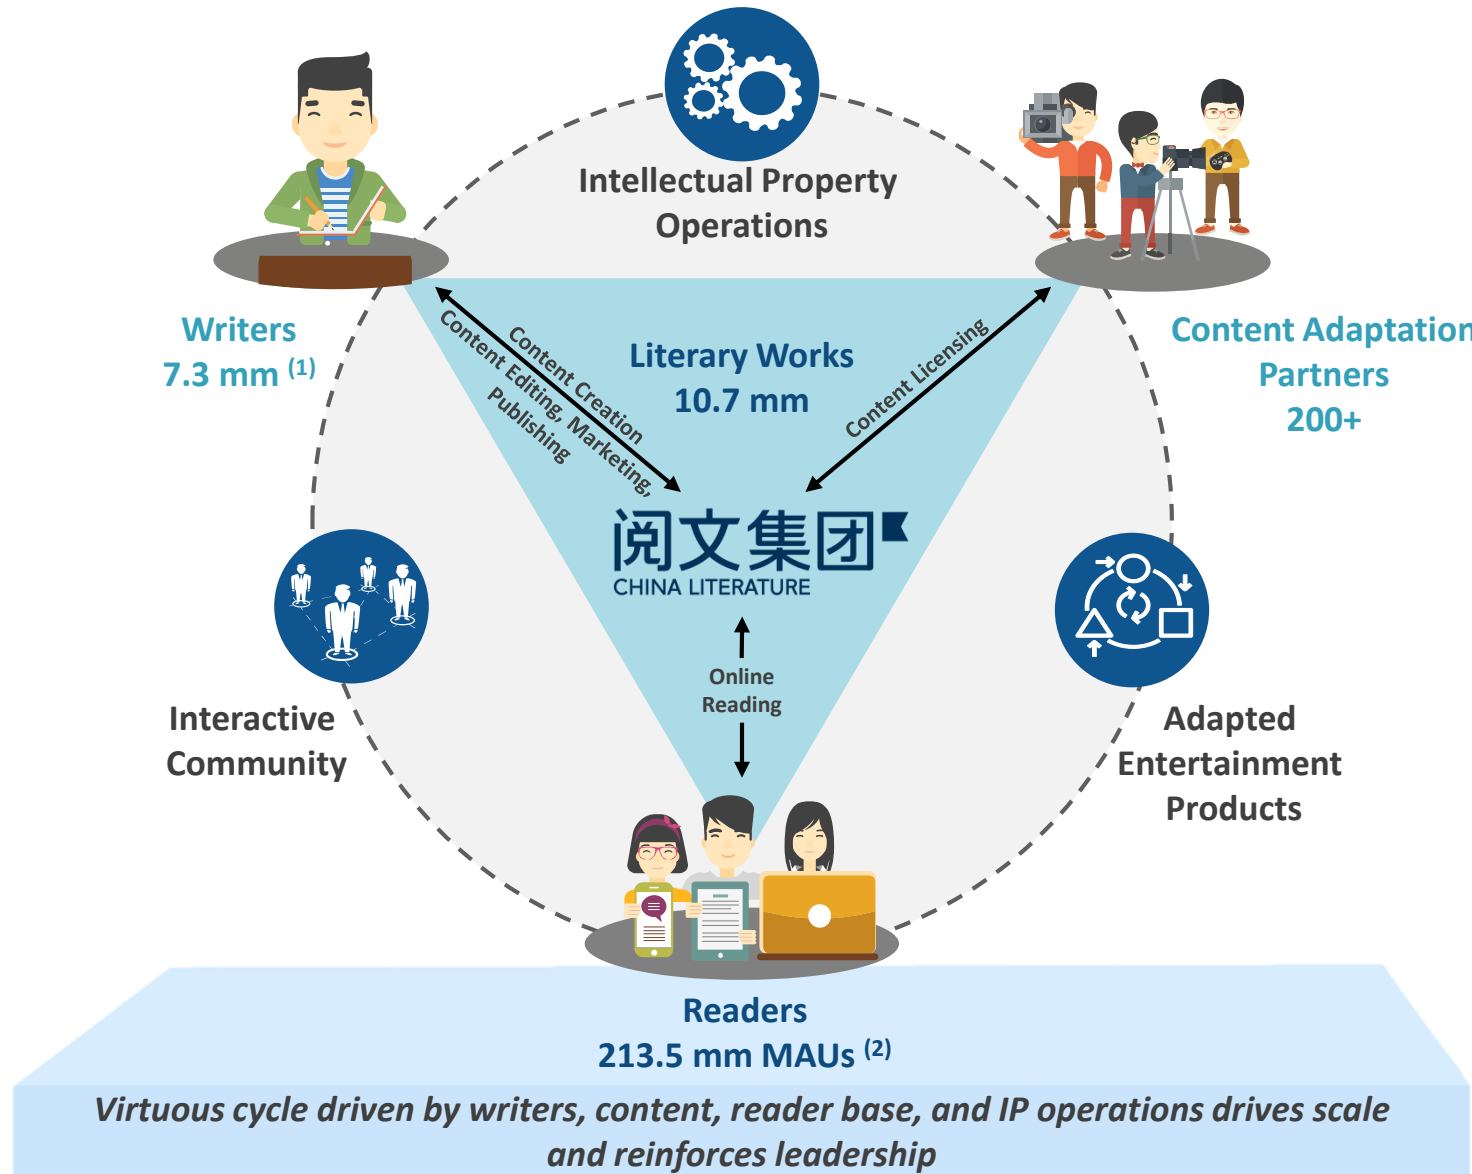 Intellectual Property
Operations
Writers
7.3 mm (1)
Content Creation
Content Editing, Marketing,
Publishing
Literary Works
10.7 mm
Content Licensing
Content Adaptation
Partners
200+
阅文集团
CHINA LITERATURE
Online
Reading
Interactive
Community
Adapted
Entertainment
Products
Readers
213.5 mm MAUs (2)
Virtuous cycle driven by writers, content, reader base, and IP operations drives scale
and reinforces leadership